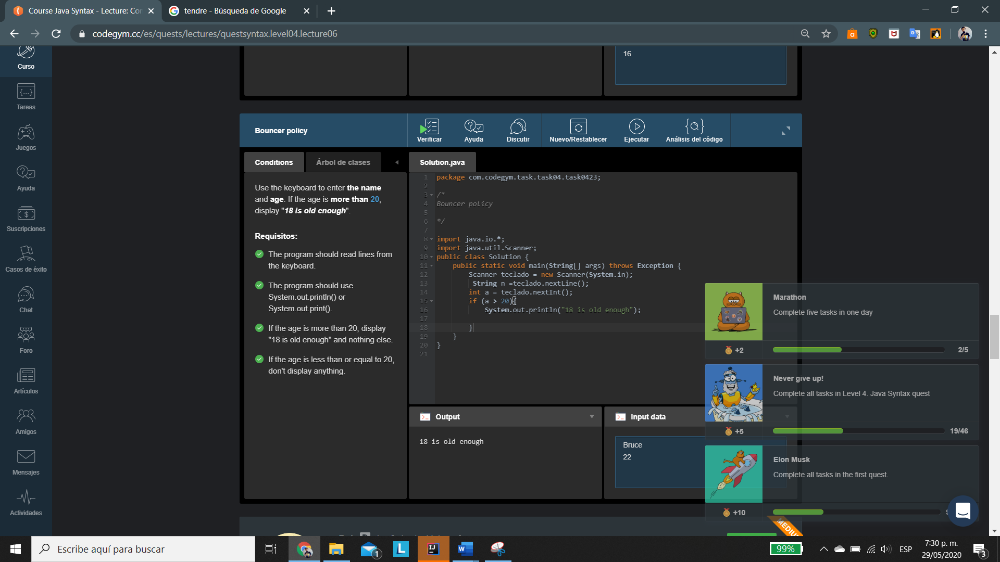 Course Java Syntax - Lecture: Cor
tendre - Búsqueda de Google
codegym.cc/es/quests/lectures/questsyntax.level04.lecture06
Curso
Tareas
Juegos
Ayuda
Suscripciones
Casos de éxito
Chat
Foro
Artículos
Amigos
Mensajes
Actividades
16
Bouncer policy
Verificar
Ayuda
Discutir
Nuevo/Restablecer
Ejecutar
Análisis del código
Conditions
Árbol de clases
Use the keyboard to enter the name
and age. If the age is more than 20,
display "18 is old enough".
Requisitos:
The program should read lines from
the keyboard.
The program should use
System.out.println() or
System.out.print().
If the age is more than 20, display
"18 is old enough" and nothing else.
If the age is less than or equal to 20,
don't display anything.
Solution.java
1 package com.codegym.task.task04.task0423;
2
3 /*
4 Bouncer policy
5
6 */
7
8 import java.io.*;
9 import java.util.Scanner;
10 public class Solution {
11 public static void main(String[] args) throws Exception {
12 Scanner teclado = new Scanner(System.in);
13 String n =teclado.nextLine();
14 int a = teclado.nextInt();
15 if (a > 20){
16 System.out.println("18 is old enough");
17
18 }
19 }
20 }
21
Output
18 is old enough
Input data
Bruce
22
Marathon
Complete five tasks in one day
+2
2/5
Never give up!
Complete all tasks in Level 4. Java Syntax quest
+5
19/46
Elon Musk
Complete all tasks in the first quest.
+10
Escribe aquí para buscar
1
99%
ESP
7:30 p. m.
29/05/2020
3